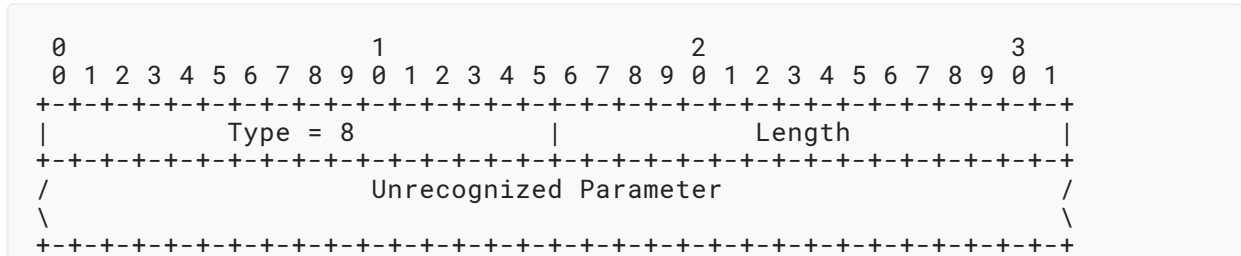 0                   1                   2                   3
 0 1 2 3 4 5 6 7 8 9 0 1 2 3 4 5 6 7 8 9 0 1 2 3 4 5 6 7 8 9 0 1
+-+-+-+-+-+-+-+-+-+-+-+-+-+-+-+-+-+-+-+-+-+-+-+-+-+-+-+-+-+-+-+-+
|           Type = 8            |            Length             |
+-+-+-+-+-+-+-+-+-+-+-+-+-+-+-+-+-+-+-+-+-+-+-+-+-+-+-+-+-+-+-+-+
/                    Unrecognized Parameter                     /
\                                                               \
+-+-+-+-+-+-+-+-+-+-+-+-+-+-+-+-+-+-+-+-+-+-+-+-+-+-+-+-+-+-+-+-+